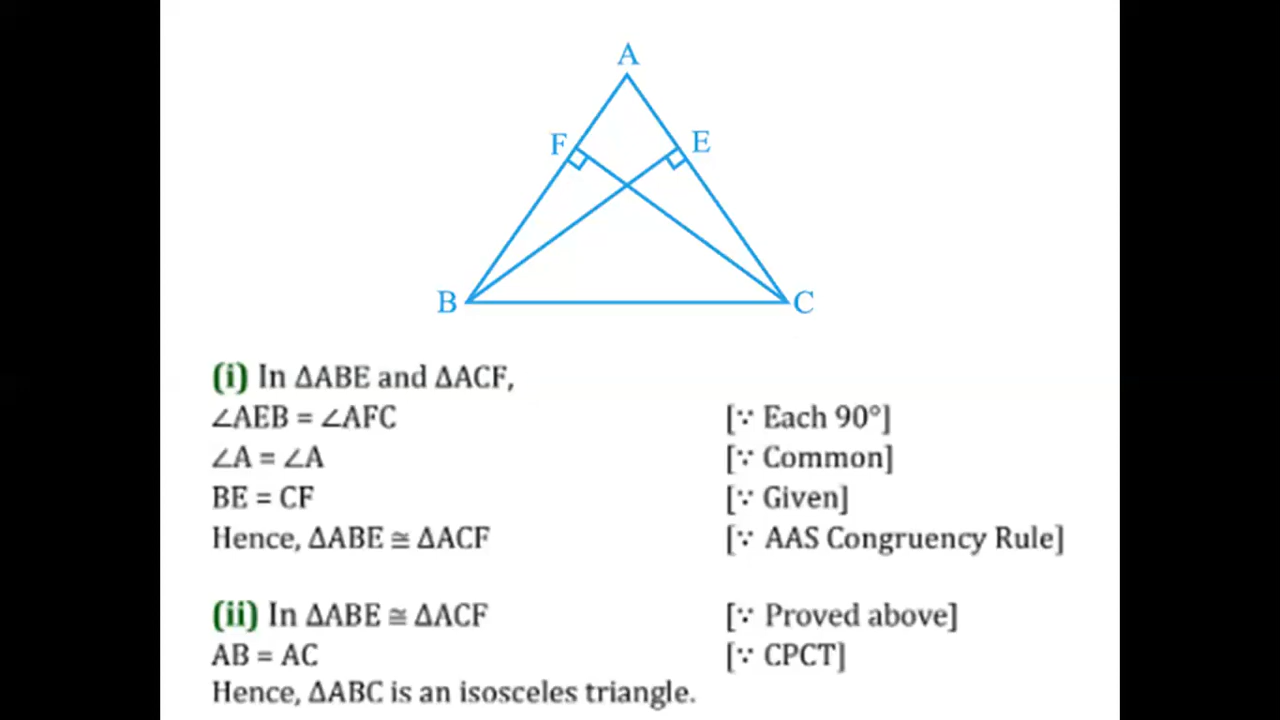 A
F E
B C
(i) In ΔABE and ΔACF,
∠AEB = ∠AFC [∵ Each 90°]
∠A = ∠A [∵ Common]
BE = CF [∵ Given]
Hence, ΔABE ≅ ΔACF [∵ AAS Congruency Rule]
(ii) In ΔABE ≅ ΔACF [∵ Proved above]
AB = AC [∵ CPCT]
Hence, ΔABC is an isosceles triangle.